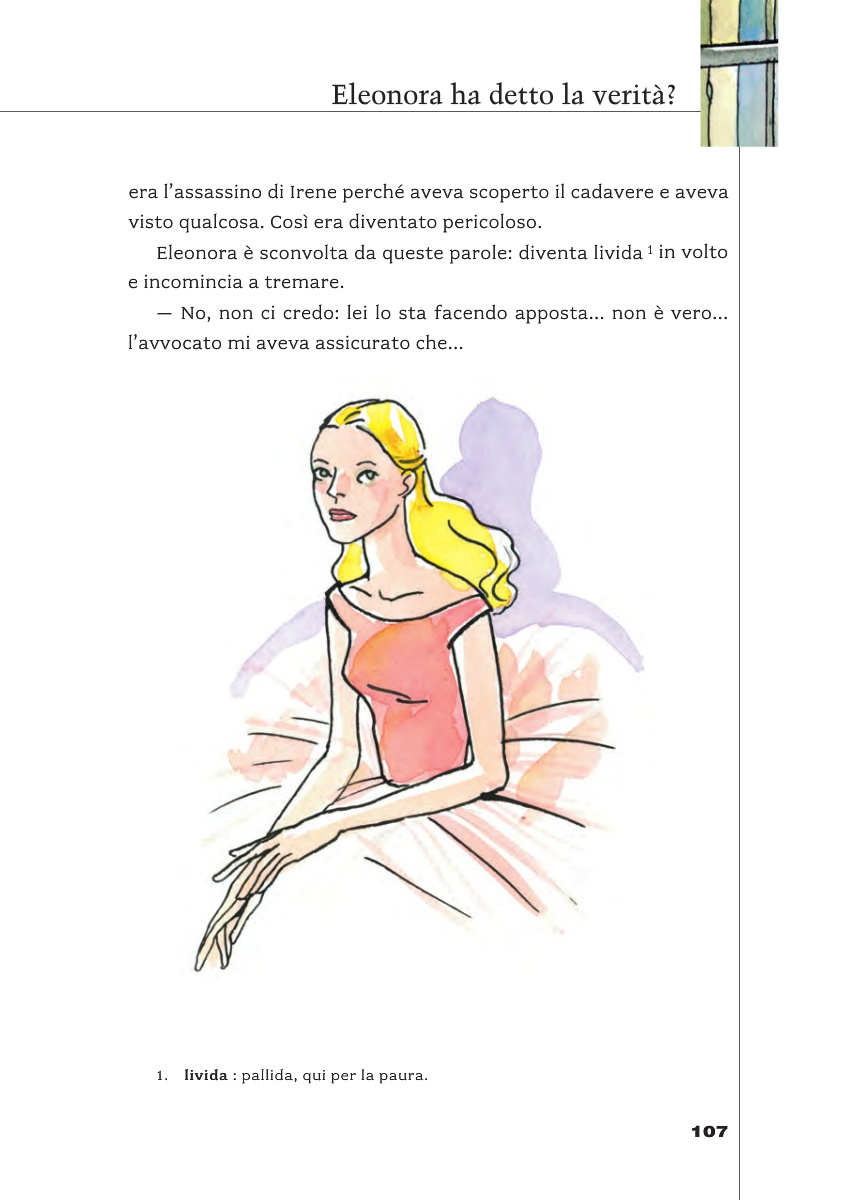 Eleonora ha detto la verità?
era l’assassino di Irene perché aveva scoperto il cadavere e aveva
visto qualcosa. Così era diventato pericoloso.
Eleonora è sconvolta da queste parole: diventa livida ¹ in volto
e incomincia a tremare.
— No, non ci credo: lei lo sta facendo apposta... non è vero...
l’avvocato mi aveva assicurato che...
1. livida : pallida, qui per la paura.
107